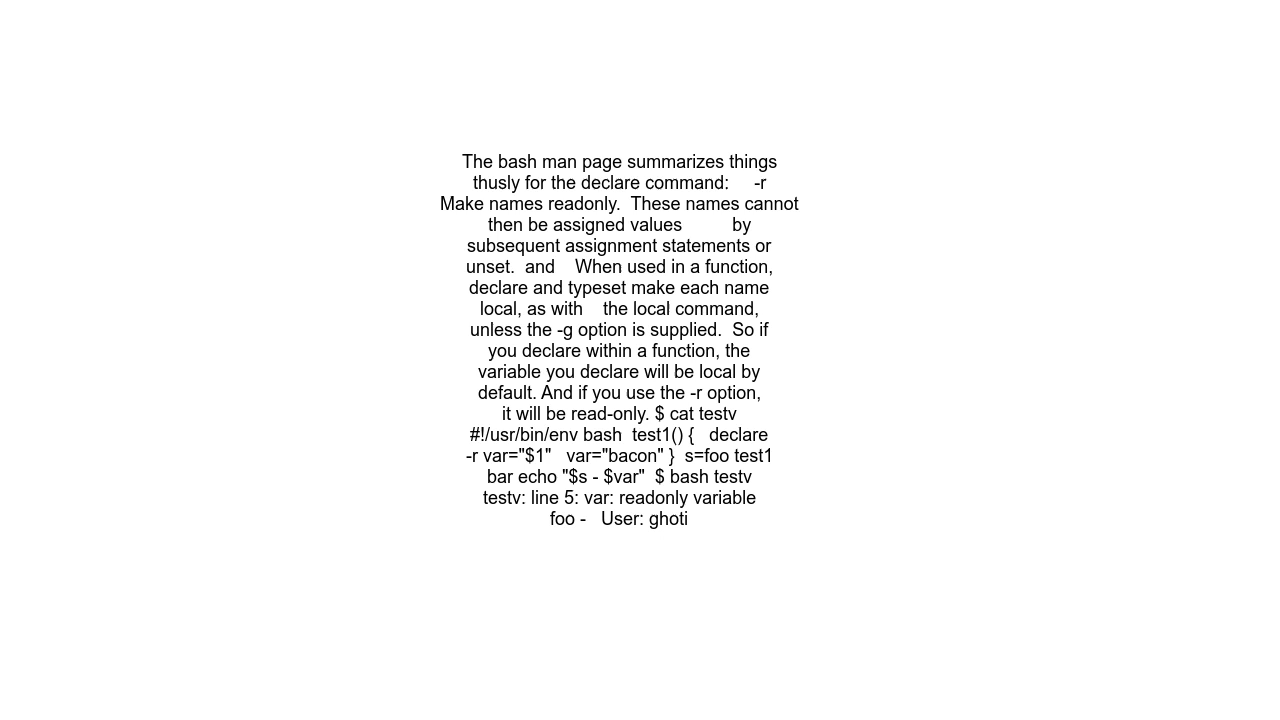 The bash man page summarizes things
thusly for the declare command:     -r
Make names readonly.  These names cannot
then be assigned values          by
subsequent assignment statements or
unset.  and    When used in a function,
declare and typeset make each name
local, as with    the local command,
unless the -g option is supplied.  So if
you declare within a function, the
variable you declare will be local by
default. And if you use the -r option,
it will be read-only. $ cat testv
#!/usr/bin/env bash  test1() {   declare
-r var="$1"   var="bacon" }  s=foo test1
bar echo "$s - $var"  $ bash testv
testv: line 5: var: readonly variable
foo -   User: ghoti